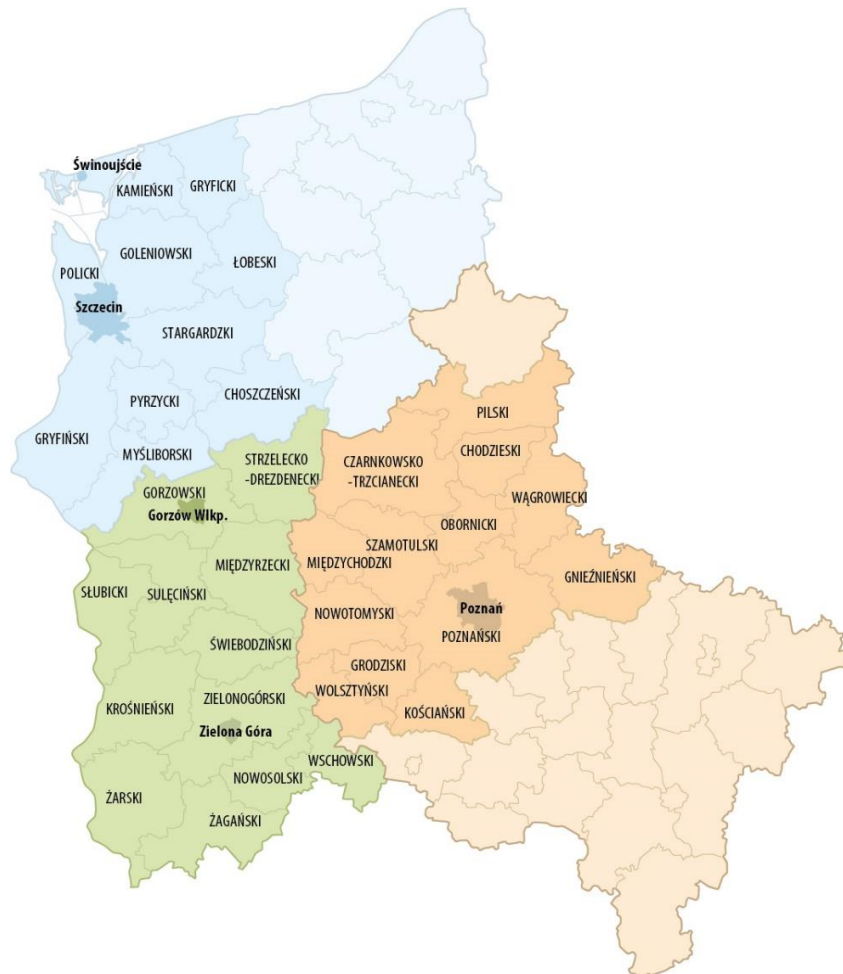 Świnoujście
KAMIEŃSKI
GRYFICKI
GOLENIOWSKI
ŁOBESKI
POLICKI
Szczecin
STARGARDZKI
PYRZYCKI
CHOSZCZEŃSKI
GRYFIŃSKI
MYŚLIBORSKI
STRZELECKO
-DREZDENECKI
GORZOWSKI
Gorzów Wlkp.
MIĘDZYRZECKI
SŁUBICKI
SULĘCIŃSKI
ŚWIEBODZIŃSKI
KROŚNIEŃSKI
ZIELONOGÓRSKI
Zielona Góra
WSCHOWSKI
NOWOSOLSKI
ŻARSKI
ŻAGAŃSKI
PILSKI
CZARNKOWSKO
-TRZCIANECKI
CHODZIESKI
WĄGROWIECKI
OBORNICKI
SZAMOTULSKI
MIĘDZYCHODZKI
GNIEŹNIEŃSKI
NOWOTOMYSKI
Poznań
POZNAŃSKI
GRODZISKI
WOLSZTYŃSKI
KOŚCIAŃSKI